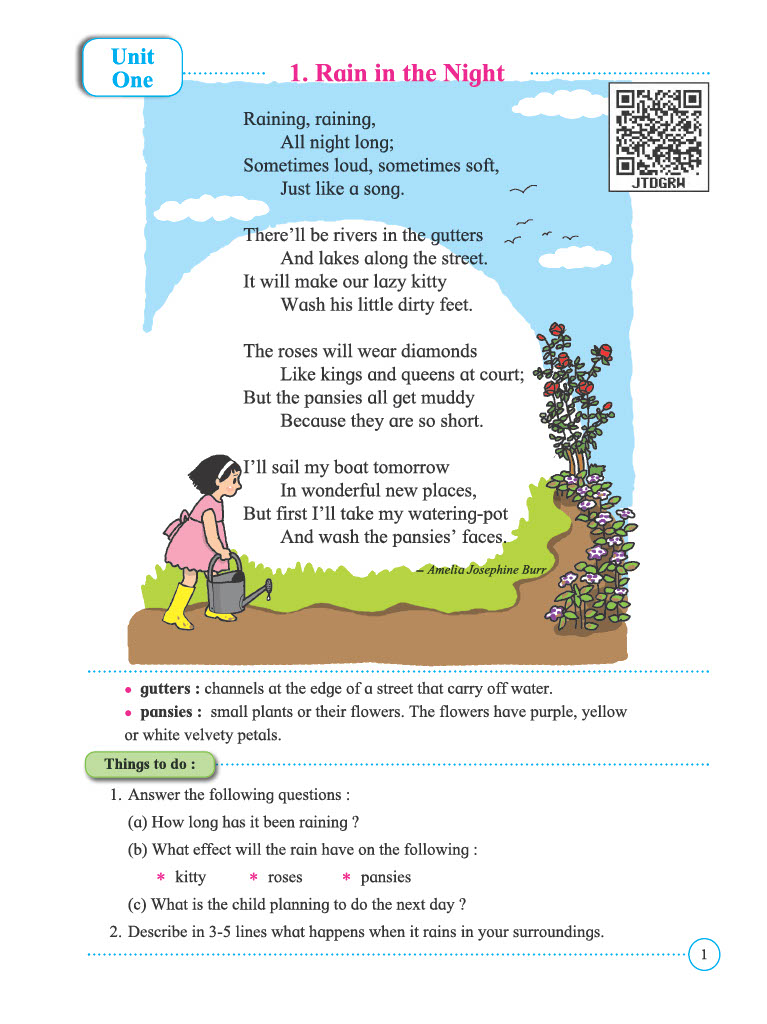 Unit
One
1. Rain in the Night
JTDGRW
Raining, raining,
All night long;
Sometimes loud, sometimes soft,
Just like a song.
There’ll be rivers in the gutters
And lakes along the street.
It will make our lazy kitty
Wash his little dirty feet.
The roses will wear diamonds
Like kings and queens at court;
But the pansies all get muddy
Because they are so short.
I’ll sail my boat tomorrow
In wonderful new places,
But first I’ll take my watering-pot
And wash the pansies’ faces.
– Amelia Josephine Burr
• gutters : channels at the edge of a street that carry off water.
• pansies : small plants or their flowers. The flowers have purple, yellow
or white velvety petals.
Things to do :
1. Answer the following questions :
(a) How long has it been raining ?
(b) What effect will the rain have on the following :
* kitty * roses * pansies
(c) What is the child planning to do the next day ?
2. Describe in 3-5 lines what happens when it rains in your surroundings.
1